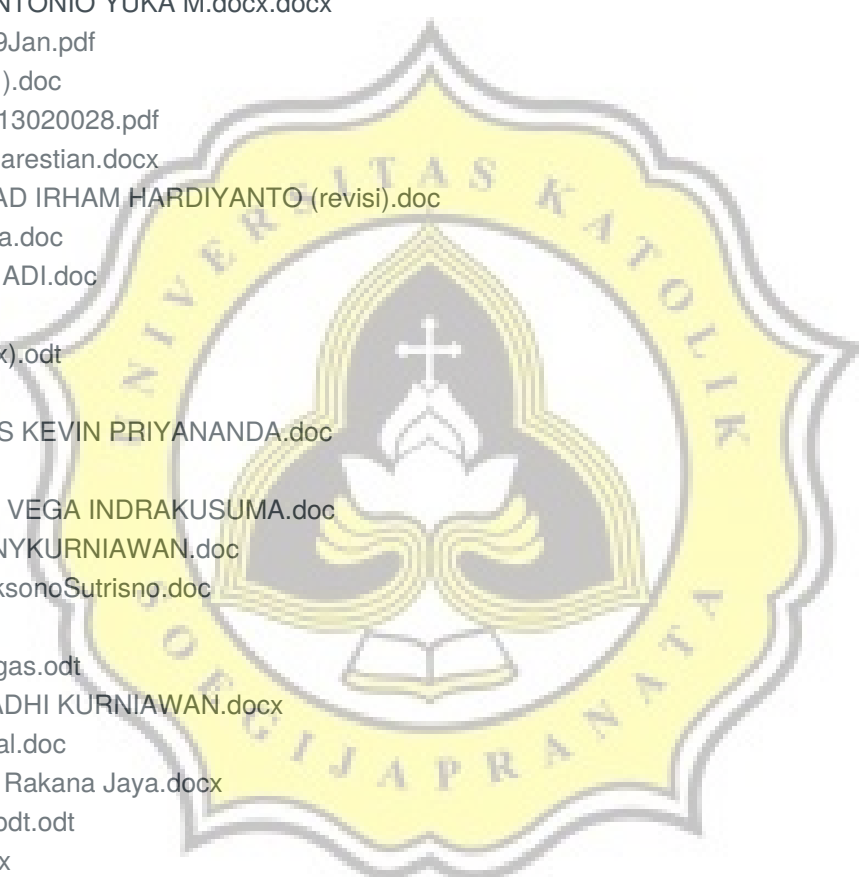 NTONIO YUKA M.docx.docx
9Jan.pdf
).doc
13020028.pdf
arestian.docx
AD IRHAM HARDIYANTO (revisi).doc
a.doc
ADI.doc
x).odt
S KEVIN PRIYANANDA.doc
VEGA INDRAKUSUMA.doc
NYKURNIAWAN.doc
ksonoSutrisno.doc
gas.odt
ADHI KURNIAWAN.docx
al.doc
Rakana Jaya.docx
odt.odt
x
UNIVERSITAS KATOLIK
SOEGIJAPRANATA